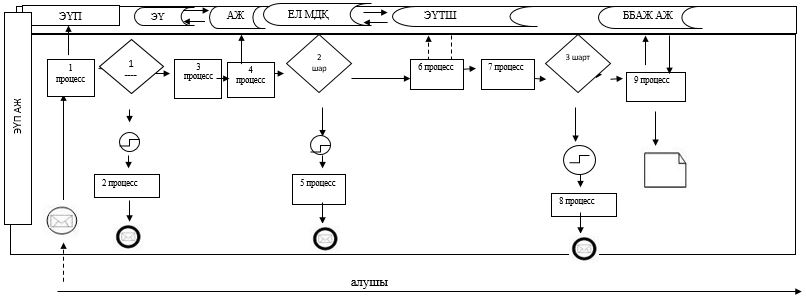 ЭҮП ЭҮ АЖ ЕЛ МДҚ ЭҮТШ ББАЖ АЖ
ЭҮП АЖ
1 процесс
1
----
3 процесс
4 процесс
2 шар
6 процесс
7 процесс
3 шарт
9 процесс
2 процесс
5 процесс
8 процесс
алушы